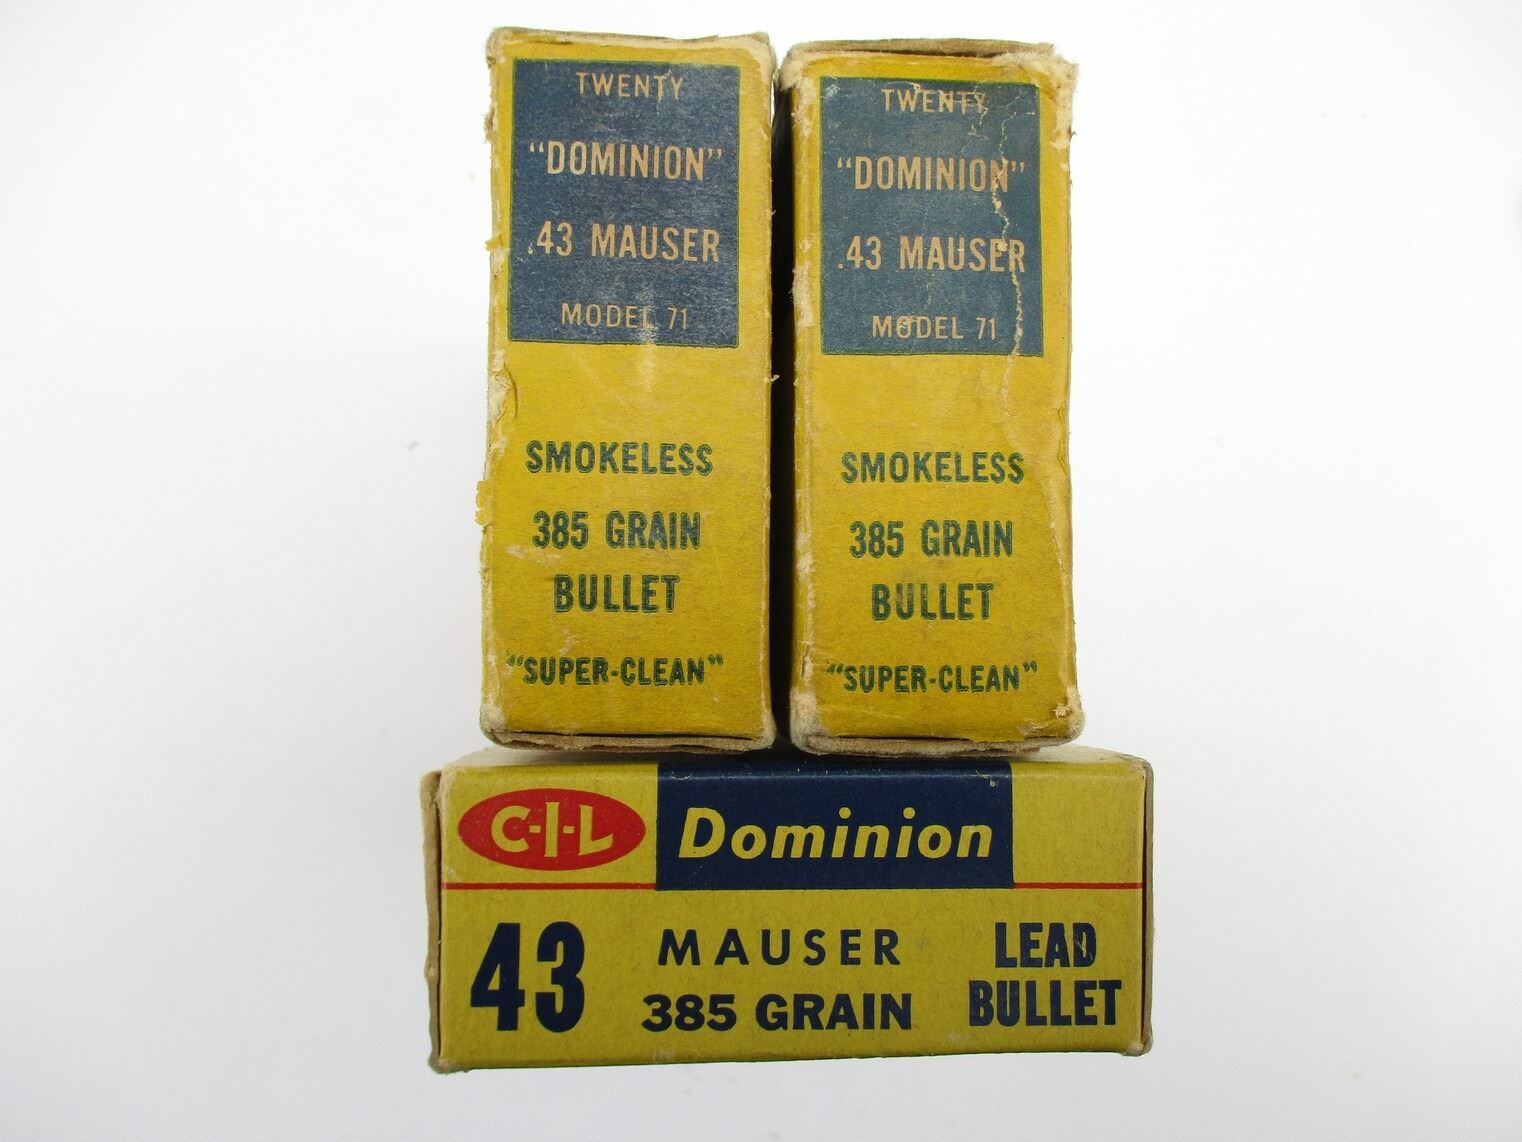 TWENTY
“DOMINION”
.43 MAUSER
MODEL 71
SMOKELESS
385 GRAIN
BULLET
“SUPER-CLEAN”
TWENTY
“DOMINION”
.43 MAUSER
MODEL 71
SMOKELESS
385 GRAIN
BULLET
“SUPER-CLEAN”
C-I-L Dominion
43 MAUSER
385 GRAIN
LEAD
BULLET